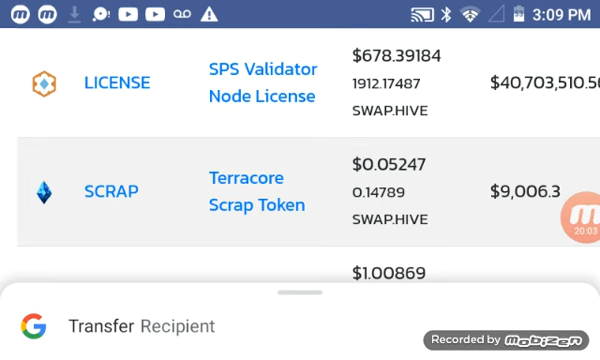 3:09 PM
LICENSE
SPS Validator
Node License
$678.39184
1912.17487
SWAP.HIVE
$40,703,510.50
SCRAP
Terracore
Scrap Token
$0.05247
0.14789
SWAP.HIVE
$9,006.3
20:03
$1.00869
Transfer Recipient
Recorded by mobizen